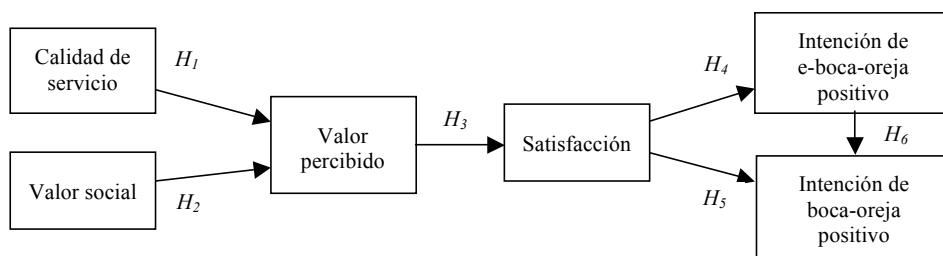 Calidad de
servicio
H1
Valor social
H2
Valor
percibido
H3
Satisfacción
H4
H5
Intención de
e-boca-oreja
positivo
H6
Intención de
boca-oreja
positivo